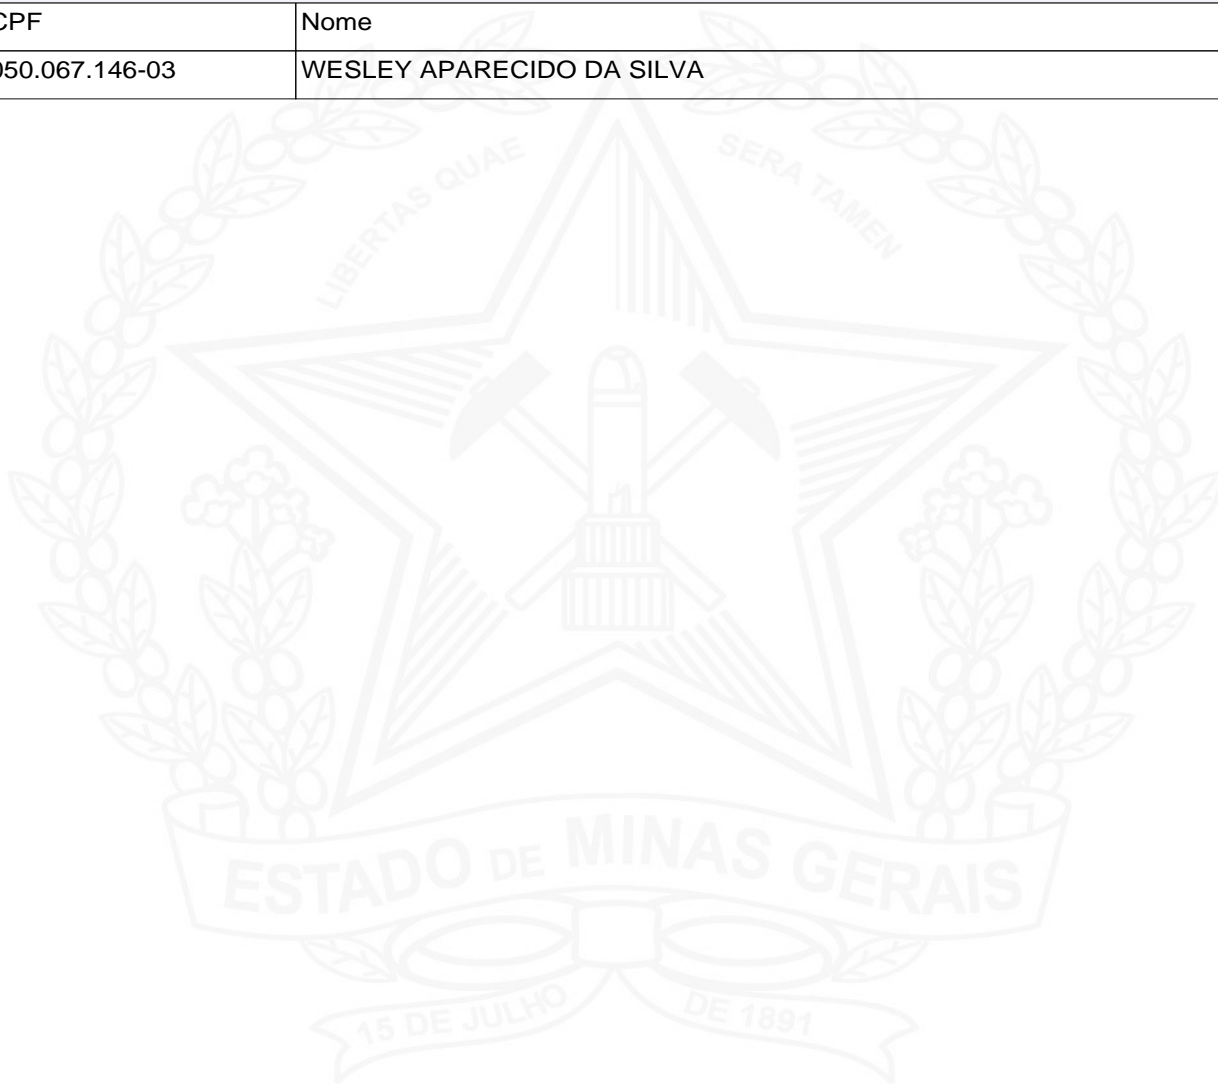 CPF Nome
050.067.146-03 WESLEY APARECIDO DA SILVA
LIBERTAS QUAE SERA TAMEN
ESTADO DE MINAS GERAIS
15 DE JULHO DE 1891